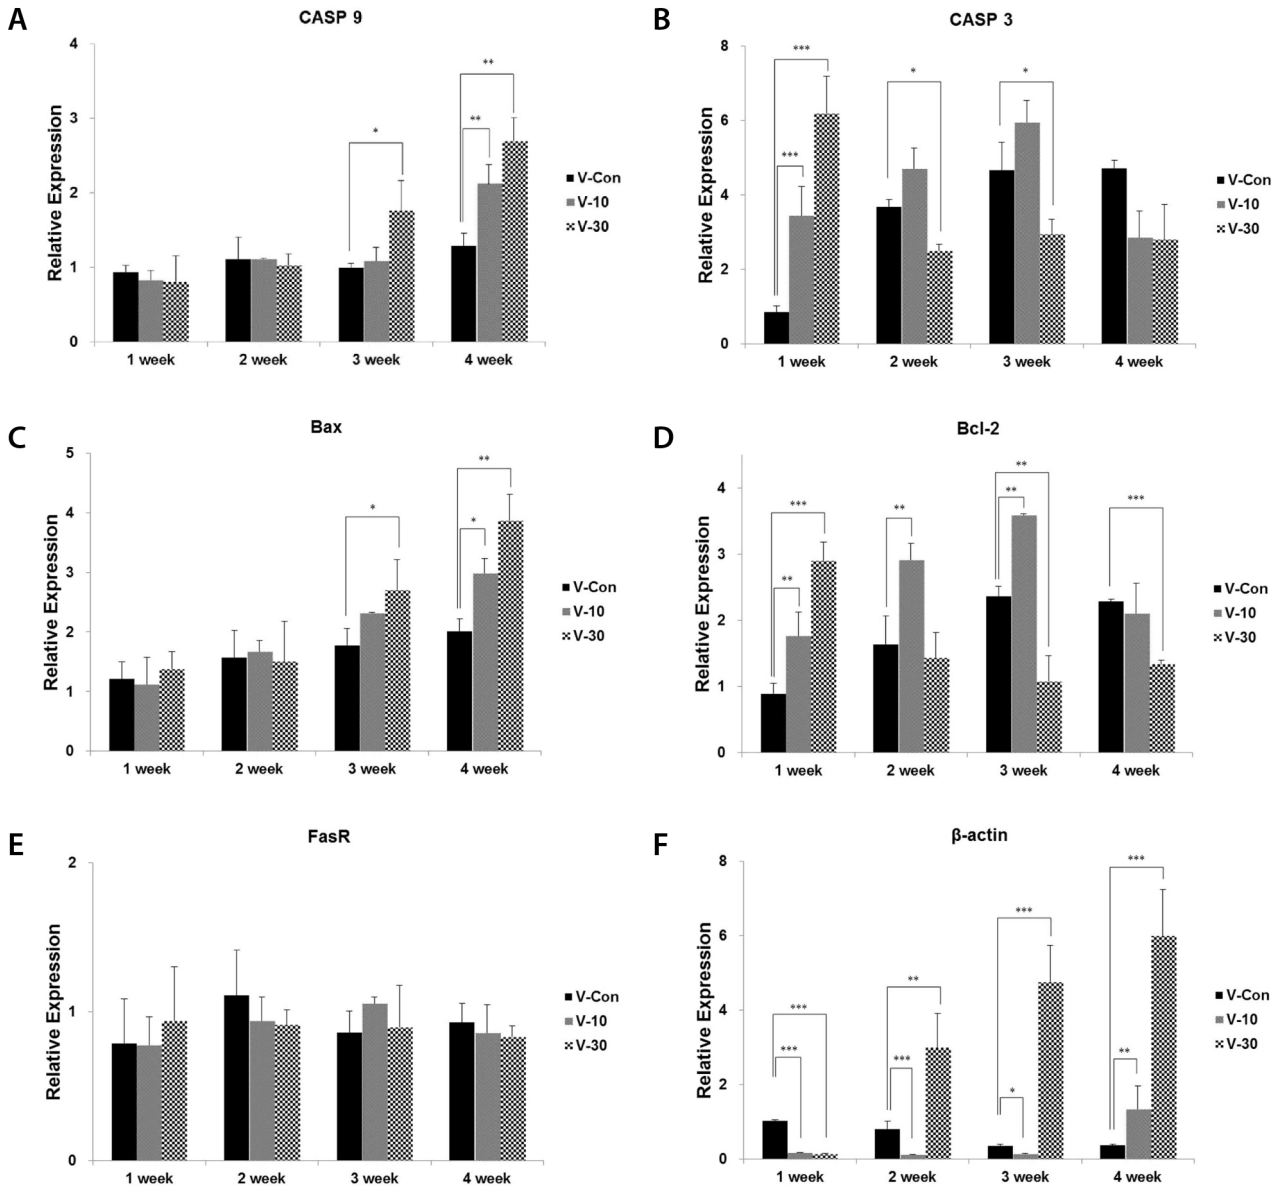 A
CASP 9
Relative Expression
4
3
2
1
0
**
**
*
1 week
2 week
3 week
4 week
V-Con
V-10
V-30
B
CASP 3
Relative Expression
8
6
4
2
0
***
***
*
*
1 week
2 week
3 week
4 week
V-Con
V-10
V-30
C
Bax
Relative Expression
5
4
3
2
1
0
**
*
*
1 week
2 week
3 week
4 week
V-Con
V-10
V-30
D
Bcl-2
Relative Expression
4
3
2
1
0
***
**
**
**
**
***
1 week
2 week
3 week
4 week
V-Con
V-10
V-30
E
FasR
Relative Expression
2
1
0
1 week
2 week
3 week
4 week
V-Con
V-10
V-30
F
β-actin
Relative Expression
8
6
4
2
0
***
***
**
***
***
*
***
**
1 week
2 week
3 week
4 week
V-Con
V-10
V-30